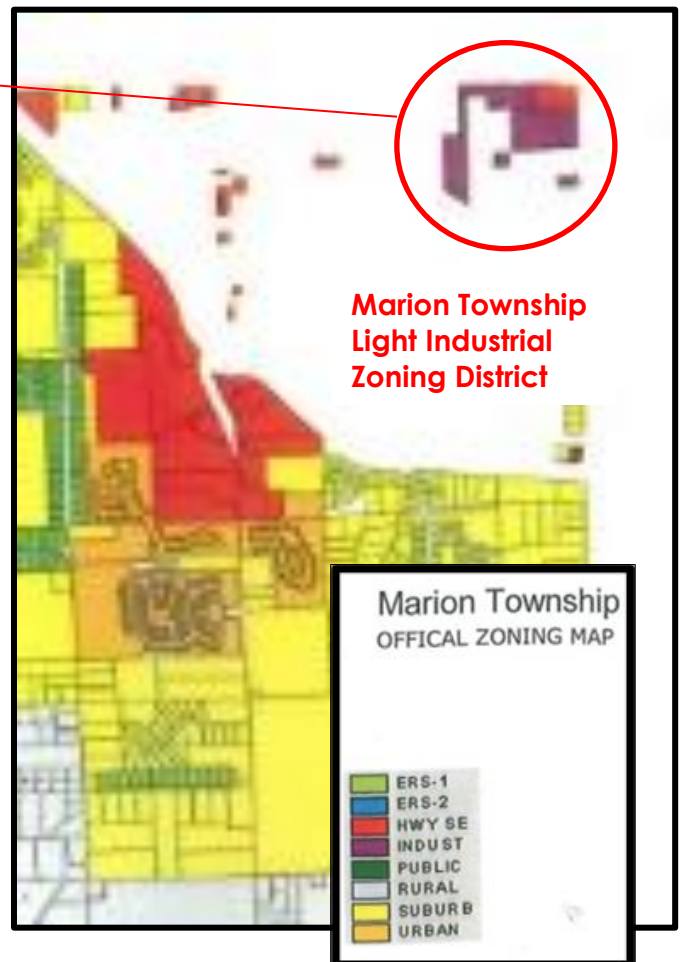 Marion Township
Light Industrial
Zoning District
Marion Township
OFFICAL ZONING MAP
ERS-1
ERS-2
HWY SE
INDUST
PUBLIC
RURAL
SUBURB
URBAN